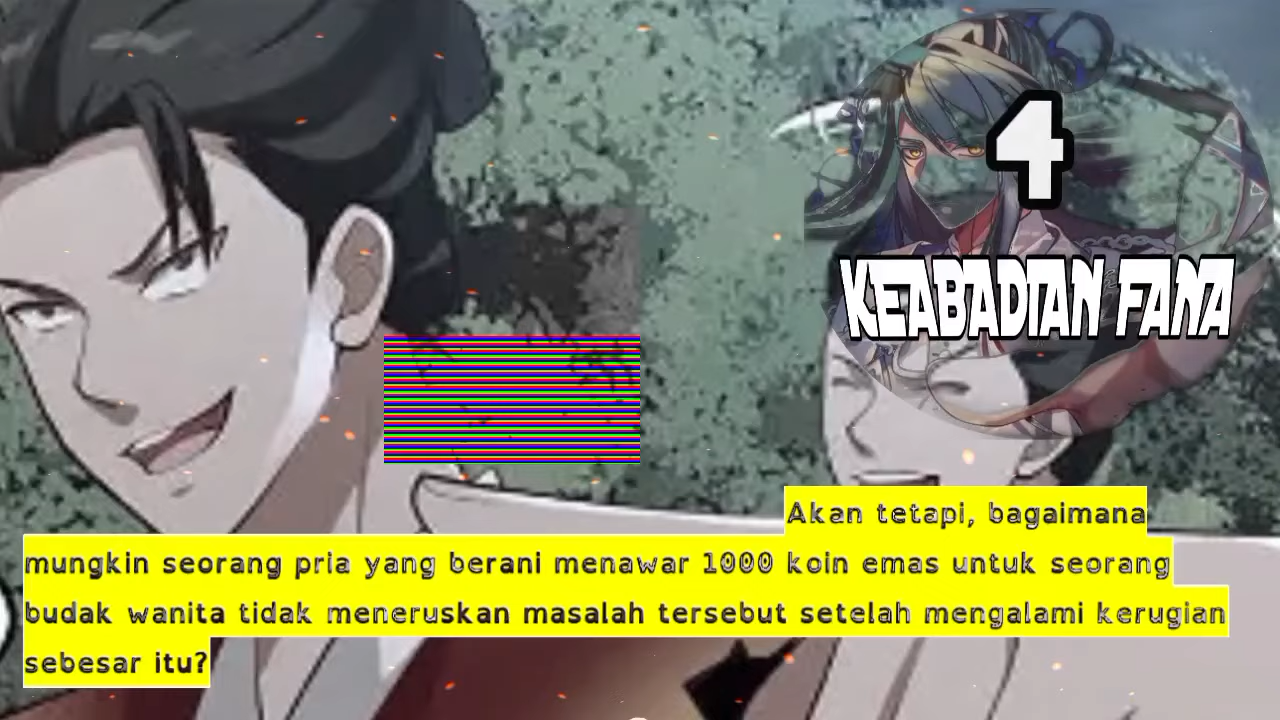 4
KEABADIAN FANA
Akan tetapi, bagaimana
mungkin seorang pria yang berani menawar 1000 koin emas untuk seorang
budak wanita tidak meneruskan masalah tersebut setelah mengalami kerugian
sebesar itu?